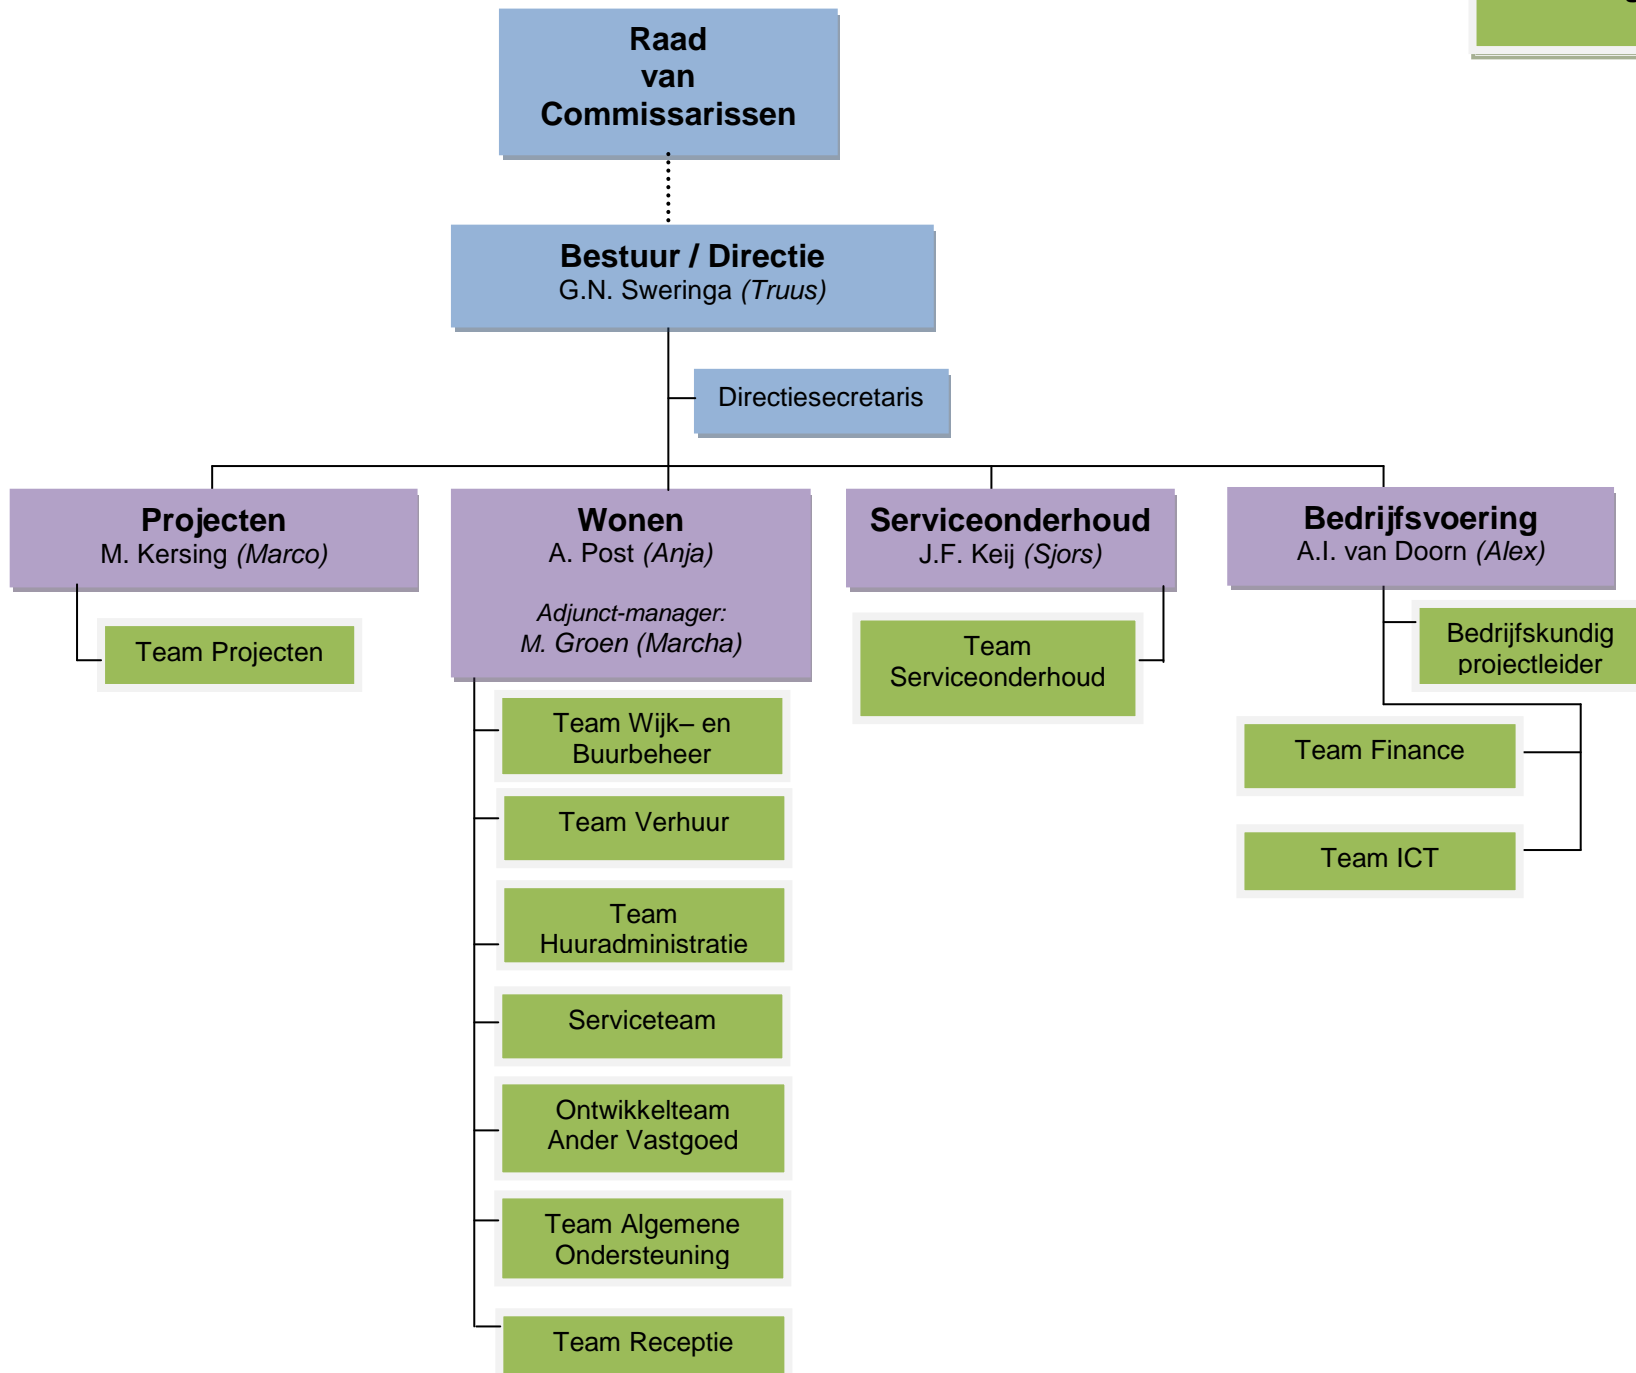 Raad
van
Commissarissen
Bestuur / Directie
G.N. Sweringa (Truus)
Directiesecretaris
Projecten
M. Kersing (Marco)
Team Projecten
Wonen
A. Post (Anja)
Adjunct-manager:
M. Groen (Marcha)
Team Wijk– en
Buurbeheer
Team Verhuur
Team
Huuradministratie
Serviceteam
Ontwikkelteam
Ander Vastgoed
Team Algemene
Ondersteuning
Team Receptie
Serviceonderhoud
J.F. Keij (Sjors)
Team
Serviceonderhoud
Bedrijfsvoering
A.I. van Doorn (Alex)
Bedrijfskundig
projectleider
Team Finance
Team ICT